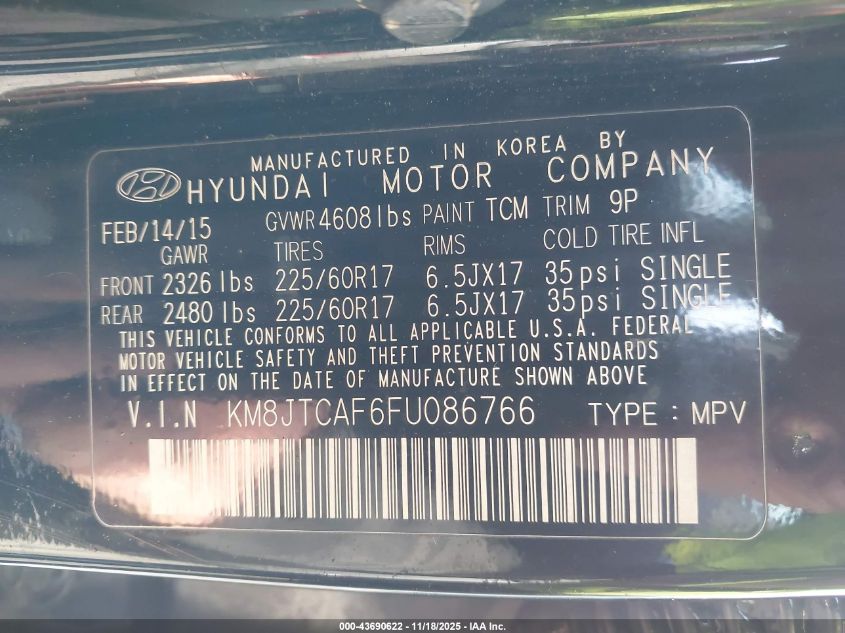 MANUFACTURED IN KOREA BY
HYUNDAI MOTOR COMPANY
FEB/14/15 GVWR 4608 lbs PAINT TCM TRIM 9P
GAWR TIRES RIMS COLD TIRE INFL
FRONT 2326 lbs 225/60R17 6.5JX17 35psi SINGLE
REAR 2480 lbs 225/60R17 6.5JX17 35psi SINGLE
THIS VEHICLE CONFORMS TO ALL APPLICABLE U.S.A. FEDERAL
MOTOR VEHICLE SAFETY AND THEFT PREVENTION STANDARDS
IN EFFECT ON THE DATE OF MANUFACTURE SHOWN ABOVE
V.I.N KM8JTCAF6FU086766 TYPE : MPV
000-43690622 - 11/18/2025 - IAA Inc.